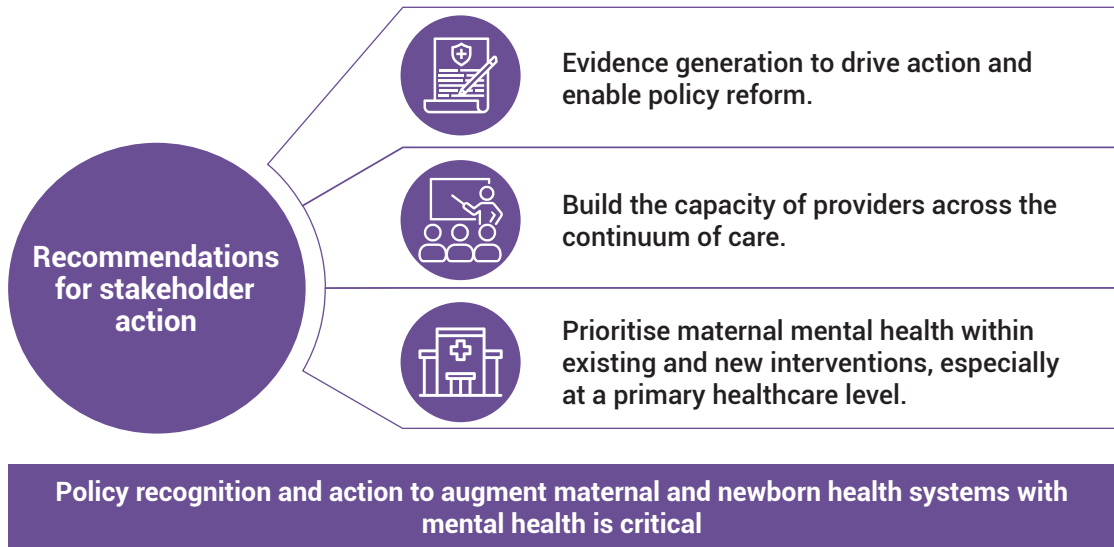 Evidence generation to drive action and
enable policy reform.
Build the capacity of providers across the
continuum of care.
Recommendations
for stakeholder
action
Prioritise maternal mental health within
existing and new interventions, especially
at a primary healthcare level.
Policy recognition and action to augment maternal and newborn health systems with
mental health is critical